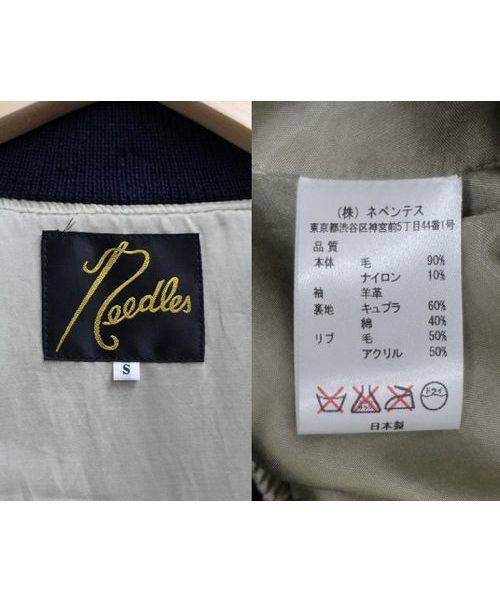 Needles
S
(株) ネペンテス
東京都渋谷区神宮前5丁目44番1号
品質
本体 毛 90%
ナイロン 10%
袖 羊革
裏地 キュプラ 60%
綿 40%
リブ 毛 50%
アクリル 50%
ドライ
日本製